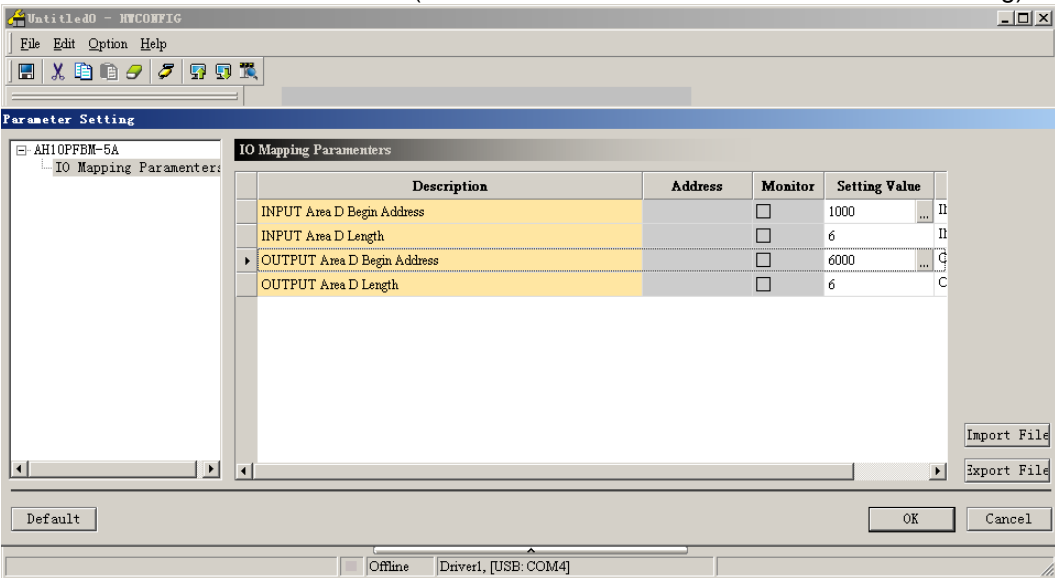 Untitled0 - HWCONFIG
File Edit Option Help
Parameter Setting
AH10PFBM-5A
IO Mapping Paramenters
IO Mapping Paramenters
Description Address Monitor Setting Value
INPUT Area D Begin Address 1000 ...
INPUT Area D Length 6
OUTPUT Area D Begin Address 6000 ...
OUTPUT Area D Length 6
Import File
Export File
Default OK Cancel
Offline Driver1, [USB: COM4]